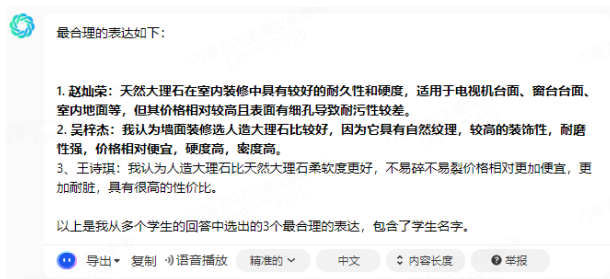 最合理的表达如下：
1. 赵灿荣：天然大理石在室内装修中具有较好的耐久性和硬度，适用于电视机台面、窗台台面、
室内地面等，但其价格相对较高且表面有细孔导致耐污性较差。
2. 吴梓杰：我认为墙面装修选人造大理石比较好，因为它具有自然纹理，较高的装饰性，耐磨
性强，价格相对便宜，硬度高，密度高。
3、王诗琪：我认为人造大理石比天然大理石柔软度更好，不易碎不易裂价格相对更加便宜，更
加耐脏，具有很高的性价比。
以上是我从多个学生的回答中选出的3个最合理的表达，包含了学生名字。
导出 复制 语音播放 精准的 中文 内容长度 举报